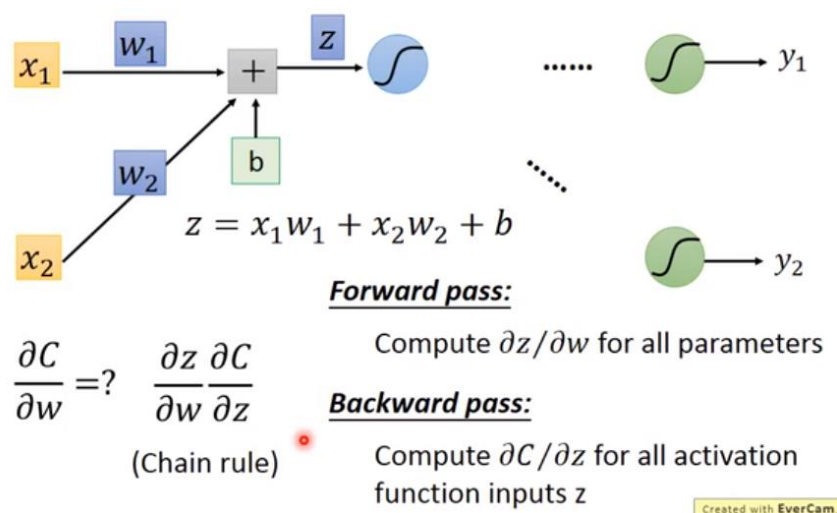 w₁
z
x₁
+
......
y₁
w₂
b
......
z = x₁w₁ + x₂w₂ + b
x₂
y₂
Forward pass:
Compute ∂z/∂w for all parameters
∂C/∂w =? ∂z/∂w ∂C/∂z
(Chain rule)
Backward pass:
Compute ∂C/∂z for all activation
function inputs z
Created with EverCam